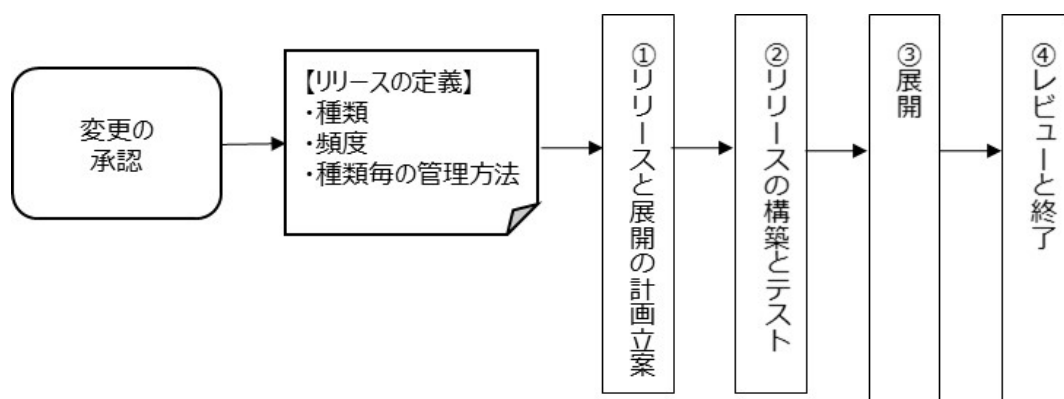 変更の
承認
【リリースの定義】
・種類
・頻度
・種類毎の管理方法
①リリースと展開の計画立案
②リリースの構築とテスト
③展開
④レビューと終了